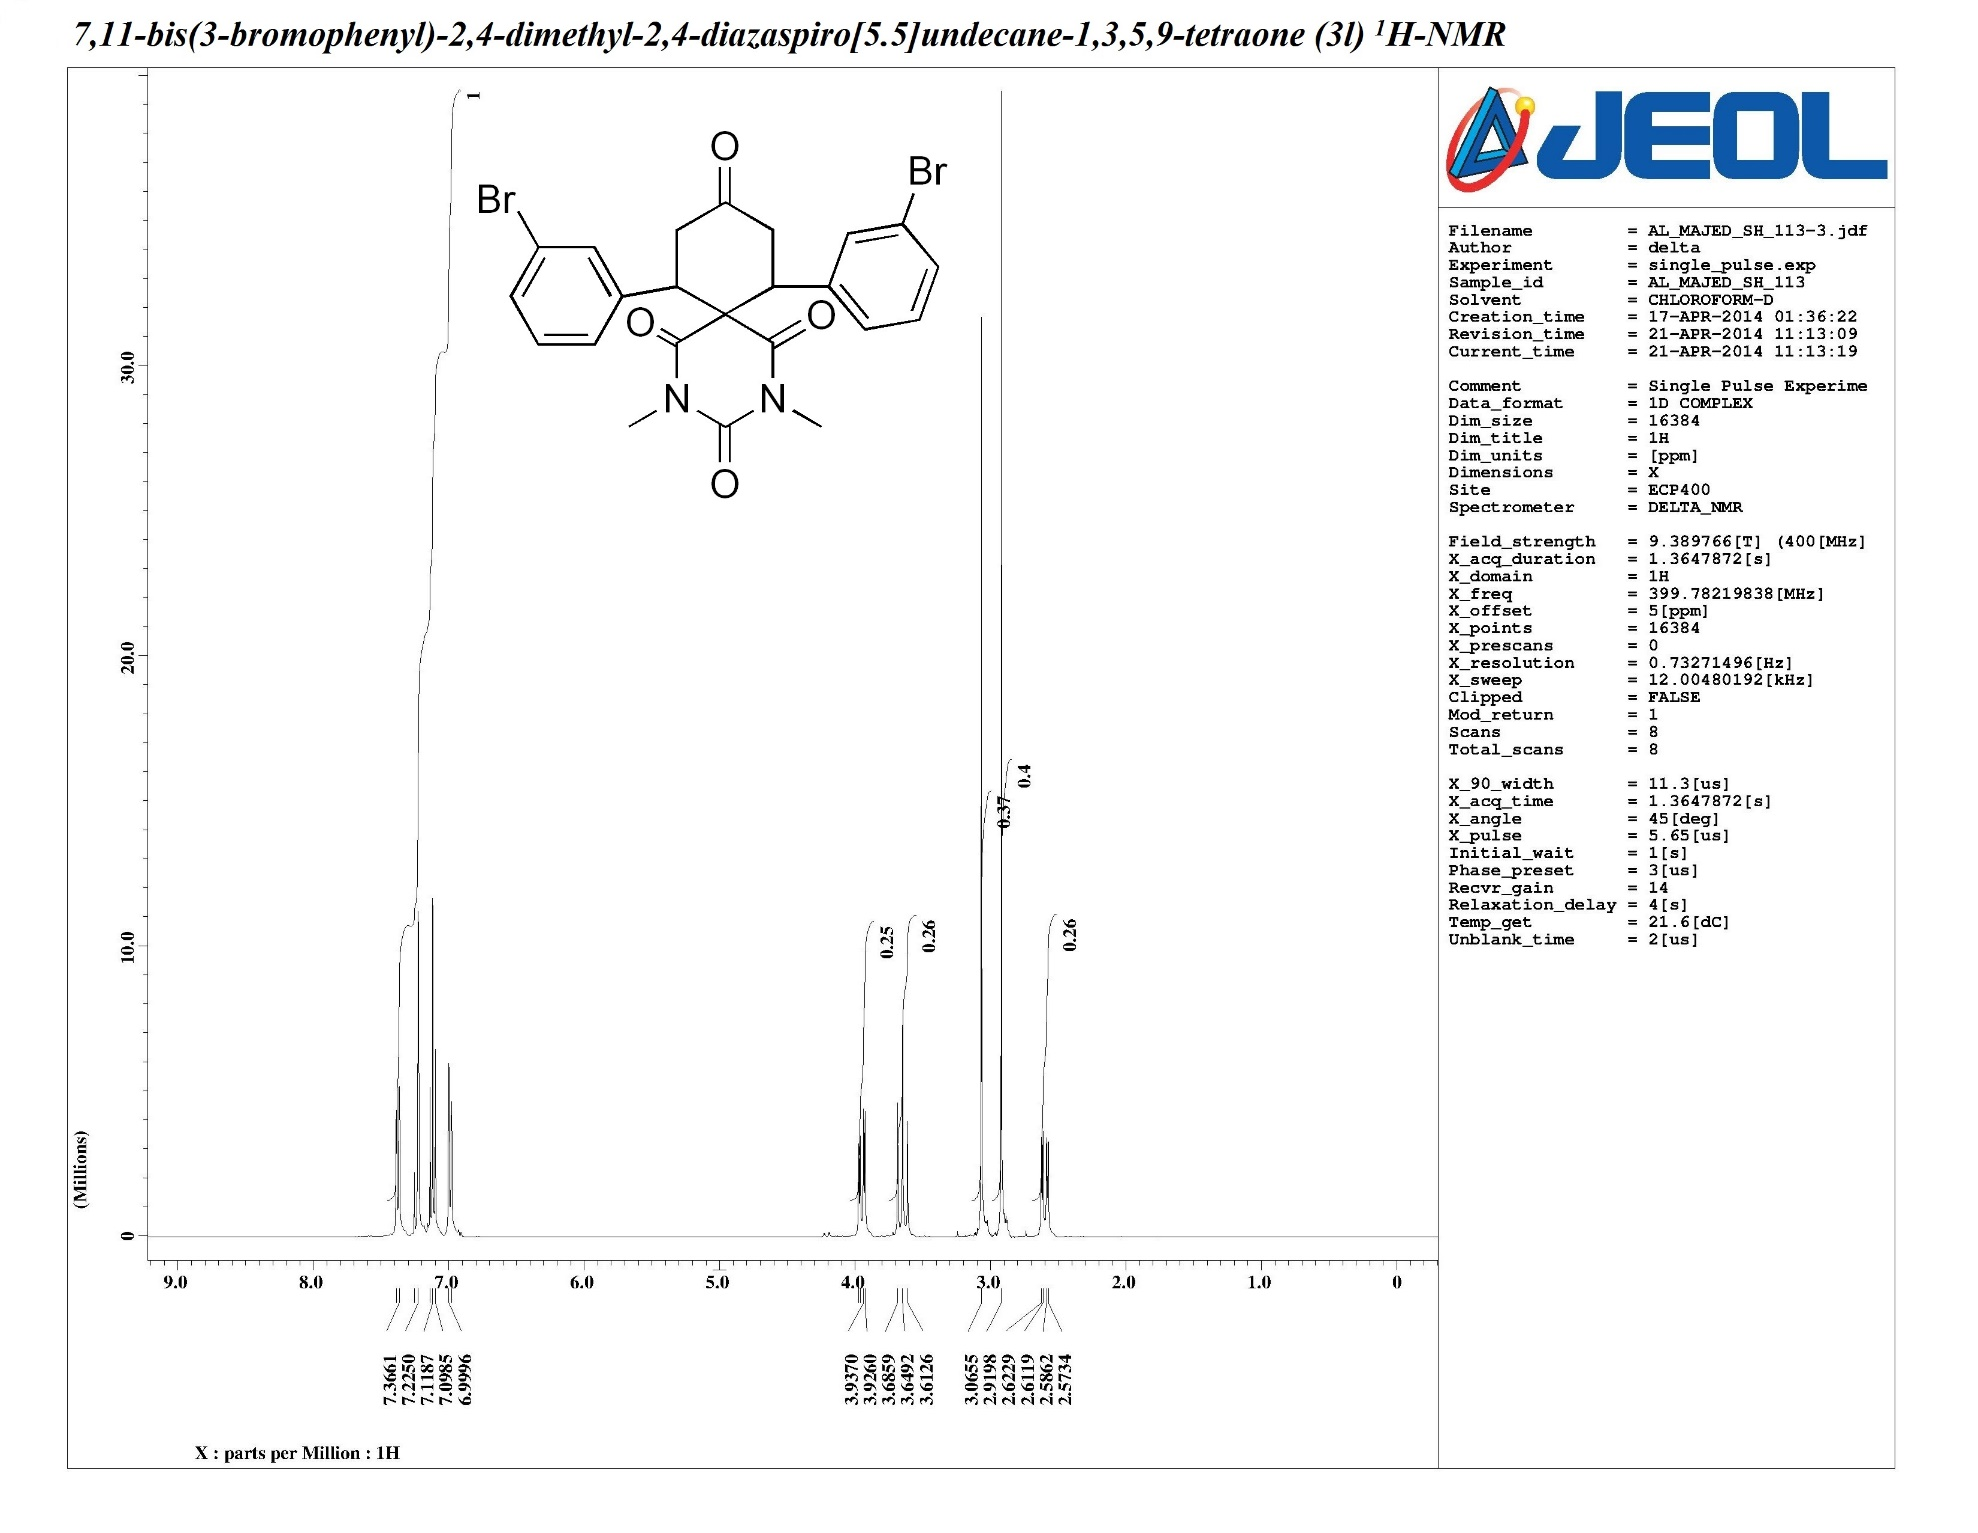 7,11-bis(3-bromophenyl)-2,4-dimethyl-2,4-diazaspiro[5.5]undecane-1,3,5,9-tetraone (3l) ¹H-NMR
JEOL
Filename = AL_MAJED_SH_113-3.jdf
Author = delta
Experiment = single_pulse.exp
Sample_id = AL_MAJED_SH_113
Solvent = CHLOROFORM-D
Creation_time = 17-APR-2014 01:36:22
Revision_time = 21-APR-2014 11:13:09
Current_time = 21-APR-2014 11:13:19
Comment = Single Pulse Experime
Data_format = 1D COMPLEX
Dim_size = 16384
Dim_title = 1H
Dim_units = [ppm]
Dimensions = X
Site = ECP400
Spectrometer = DELTA_NMR
Field_strength = 9.389766[T] (400[MHz]
X_acq_duration = 1.3647872[s]
X_domain = 1H
X_freq = 399.78219838[MHz]
X_offset = 5[ppm]
X_points = 16384
X_prescans = 0
X_resolution = 0.73271496[Hz]
X_sweep = 12.00480192[kHz]
Clipped = FALSE
Mod_return = 1
Scans = 8
Total_scans = 8
X_90_width = 11.3[us]
X_acq_time = 1.3647872[s]
X_angle = 45[deg]
X_pulse = 5.65[us]
Initial_wait = 1[s]
Phase_preset = 3[us]
Recvr_gain = 14
Relaxation_delay = 4[s]
Temp_get = 21.6[dC]
Unblank_time = 2[us]
1
O
Br
Br
O
O
N
N
O
30.0
20.0
10.0
0
(Millions)
0.4
0.37
0.25
0.26
0.26
9.0 8.0 7.0 6.0 5.0 4.0 3.0 2.0 1.0 0
7.3661
7.2250
7.1187
7.0985
6.9996
3.9370
3.9260
3.6859
3.6492
3.6126
3.0655
2.9198
2.6229
2.6119
2.5862
2.5734
X : parts per Million : 1H